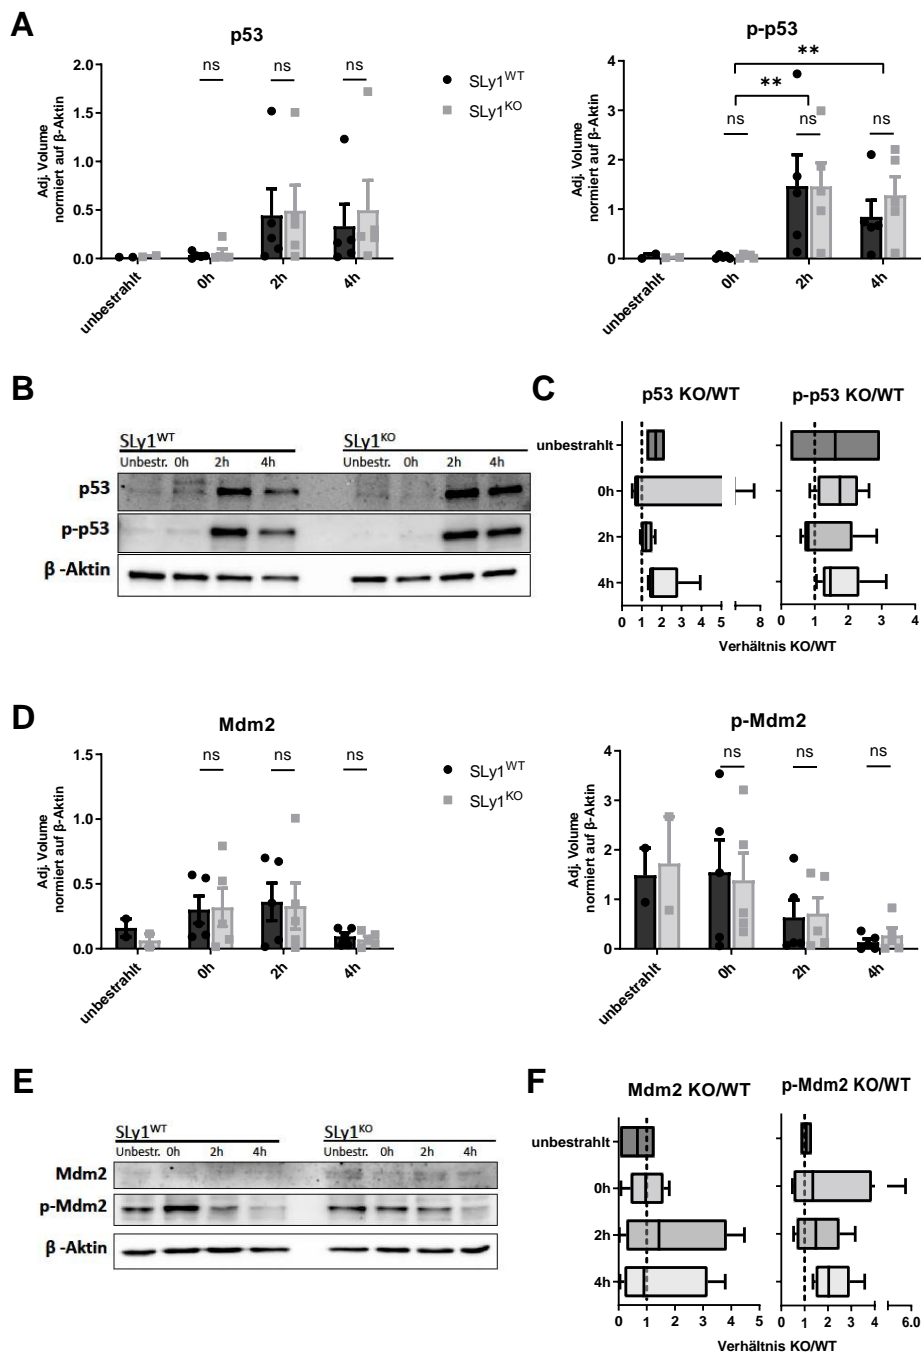 A
p53
Adj. Volume
normiert auf β-Aktin
2.0
1.5
1.0
0.5
0.0
ns
ns
ns
unbestrahlt
0h
2h
4h
SLy1WT
SLy1KO
p-p53
Adj. Volume
normiert auf β-Aktin
4
3
2
1
0
**
**
ns
ns
ns
unbestrahlt
0h
2h
4h
B
SLy1WT
SLy1KO
Unbestr. 0h 2h 4h
Unbestr. 0h 2h 4h
p53
p-p53
β -Aktin
C
p53 KO/WT
p-p53 KO/WT
unbestrahlt
0h
2h
4h
0 1 2 3 4 5 8
0 1 2 3 4
Verhältnis KO/WT
D
Mdm2
Adj. Volume
normiert auf β-Aktin
1.5
1.0
0.5
0.0
ns
ns
ns
unbestrahlt
0h
2h
4h
SLy1WT
SLy1KO
p-Mdm2
Adj. Volume
normiert auf β-Aktin
4
3
2
1
0
ns
ns
ns
unbestrahlt
0h
2h
4h
E
SLy1WT
SLy1KO
Unbestr. 0h 2h 4h
Unbestr. 0h 2h 4h
Mdm2
p-Mdm2
β -Aktin
F
Mdm2 KO/WT
p-Mdm2 KO/WT
unbestrahlt
0h
2h
4h
0 1 2 3 4 5
0 1 2 3 4 6.0
Verhältnis KO/WT